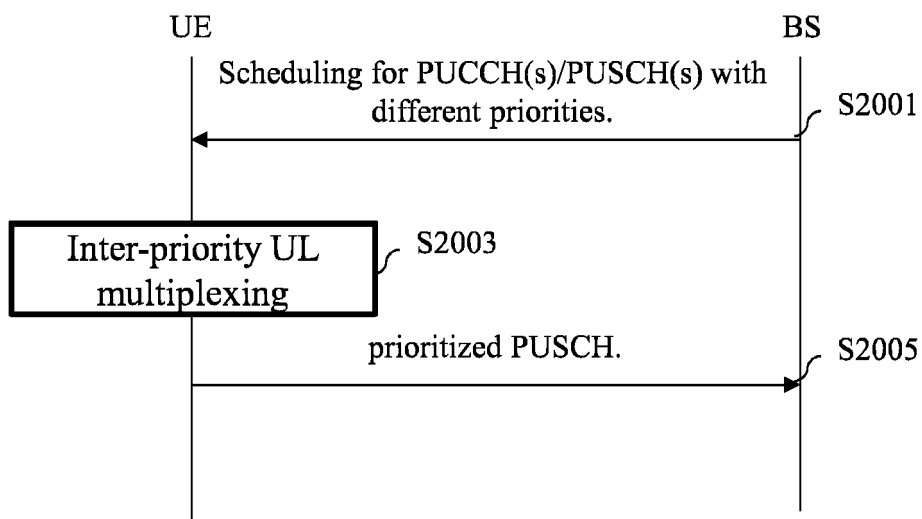 UE
BS
Scheduling for PUCCH(s)/PUSCH(s) with
different priorities.
S2001
Inter-priority UL
multiplexing
S2003
prioritized PUSCH.
S2005